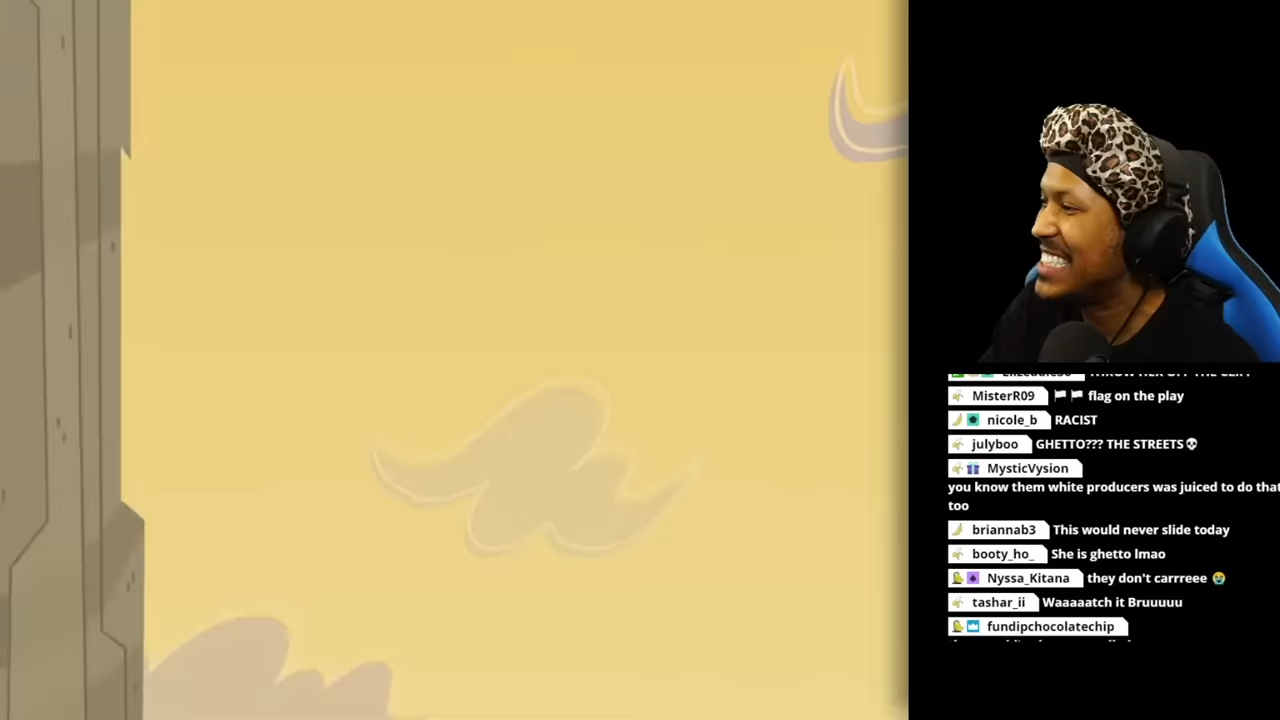 MisterR09 flag on the play
nicole_b RACIST
julyboo GHETTO??? THE STREETS
MysticVysion
you know them white producers was juiced to do that
too
briannab3 This would never slide today
booty_ho_ She is ghetto lmao
Nyssa_Kitana they don't carrreee
tashar_ii Waaaaatch it Bruuuuu
fundipchocolatechip